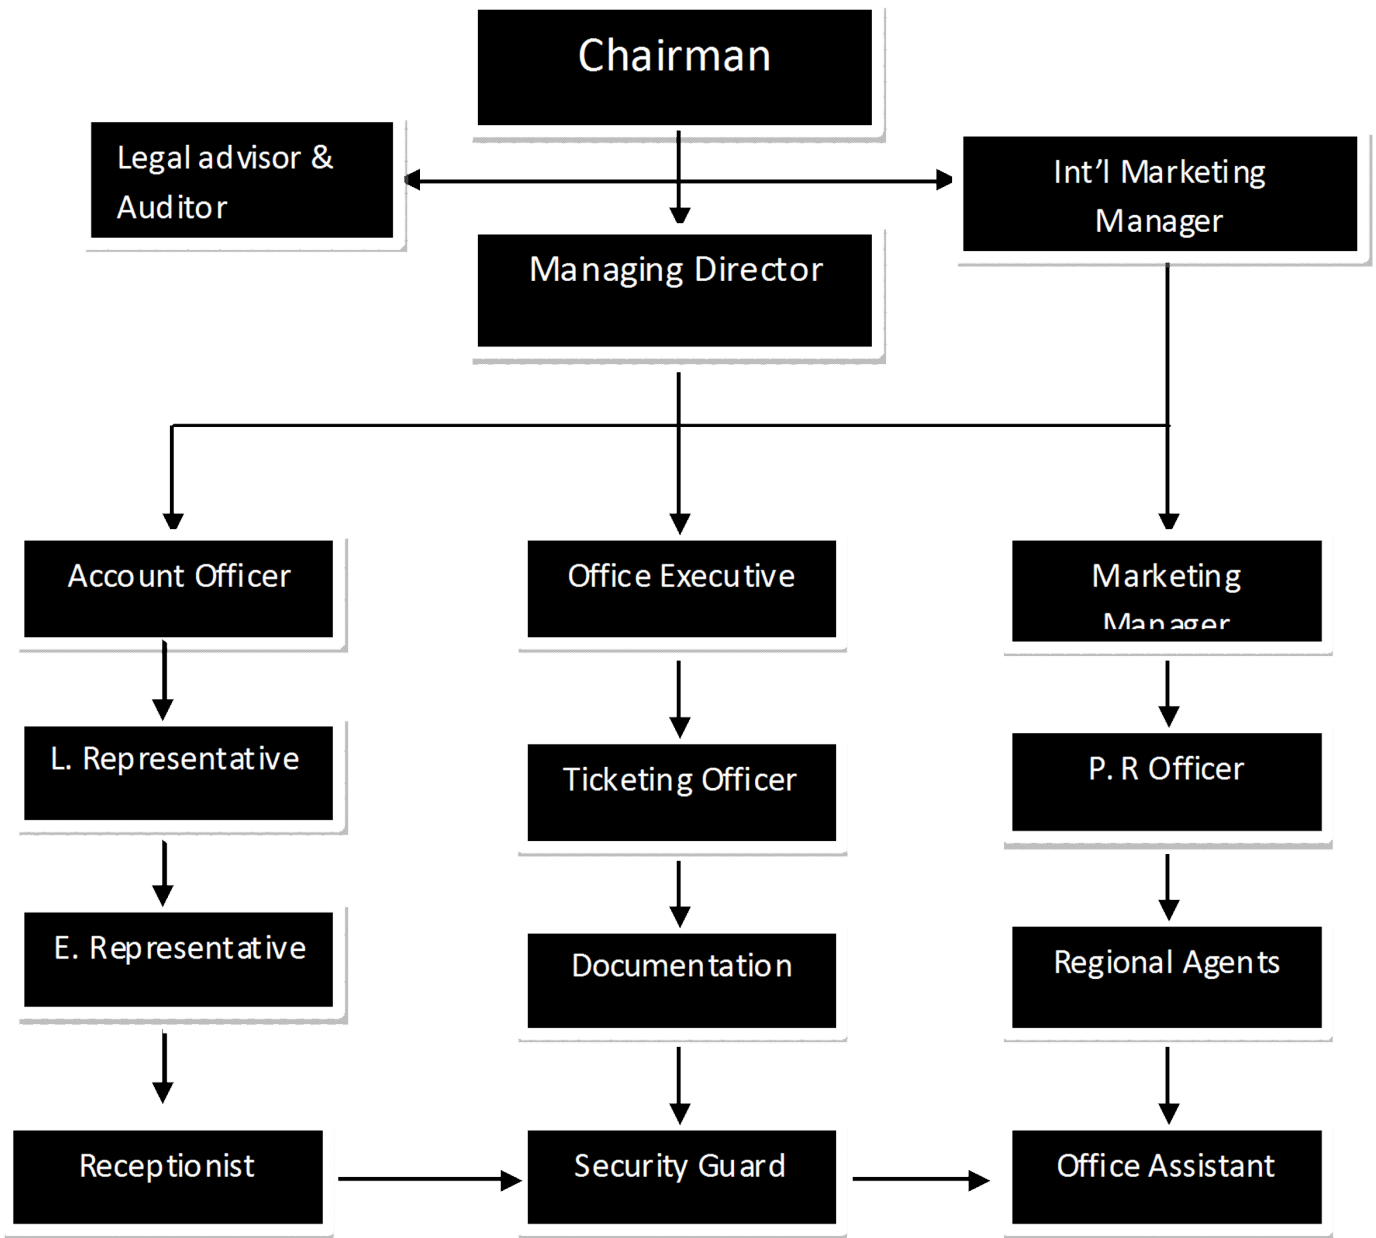 Chairman
Legal advisor &
Auditor
Int’l Marketing
Manager
Managing Director
Account Officer
Office Executive
Marketing
Manager
L. Representative
Ticketing Officer
P. R Officer
E. Representative
Documentation
Regional Agents
Receptionist
Security Guard
Office Assistant